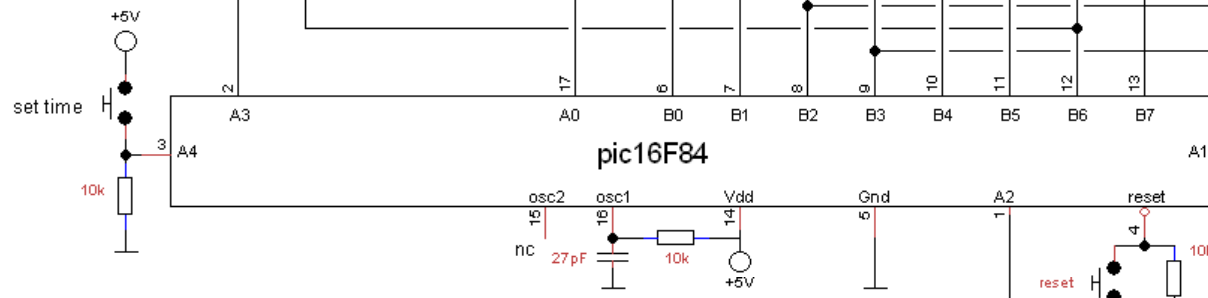 +5V
2
17
6
7
8
9
10
11
12
13
set time
A3
A0
B0
B1
B2
B3
B4
B5
B6
B7
3
A4
pic16F84
A1
10k
osc2
osc1
Vdd
Gnd
A2
reset
15
16
14
5
1
4
nc
27pF
10k
+5V
reset